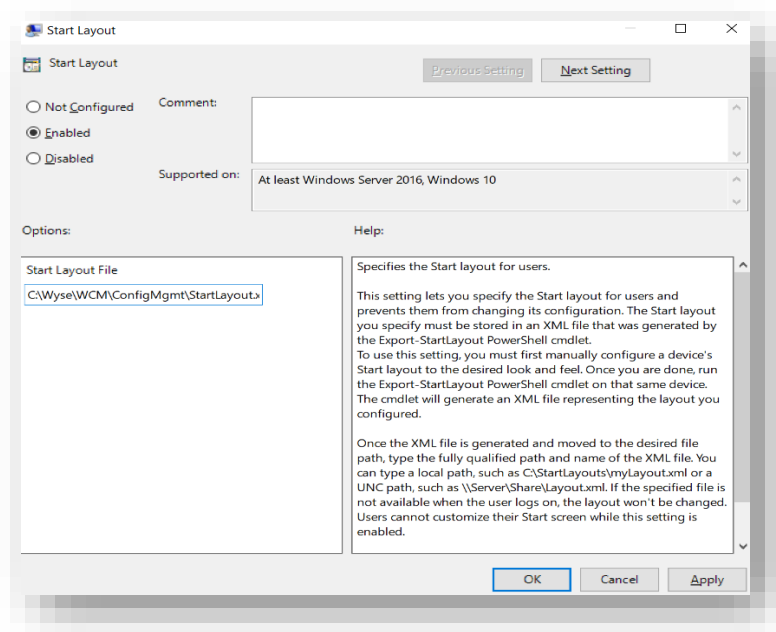 Start Layout
Start Layout
Previous Setting
Next Setting
Not Configured
Comment:
Enabled
Disabled
Supported on:
At least Windows Server 2016, Windows 10
Options:
Help:
Start Layout File
C:\Wyse\WCM\ConfigMgmt\StartLayout.x
Specifies the Start layout for users.
This setting lets you specify the Start layout for users and
prevents them from changing its configuration. The Start layout
you specify must be stored in an XML file that was generated by
the Export-StartLayout PowerShell cmdlet.
To use this setting, you must first manually configure a device's
Start layout to the desired look and feel. Once you are done, run
the Export-StartLayout PowerShell cmdlet on that same device.
The cmdlet will generate an XML file representing the layout you
configured.
Once the XML file is generated and moved to the desired file
path, type the fully qualified path and name of the XML file. You
can type a local path, such as C:\StartLayouts\myLayout.xml or a
UNC path, such as \\Server\Share\Layout.xml. If the specified file is
not available when the user logs on, the layout won't be changed.
Users cannot customize their Start screen while this setting is
enabled.
OK
Cancel
Apply